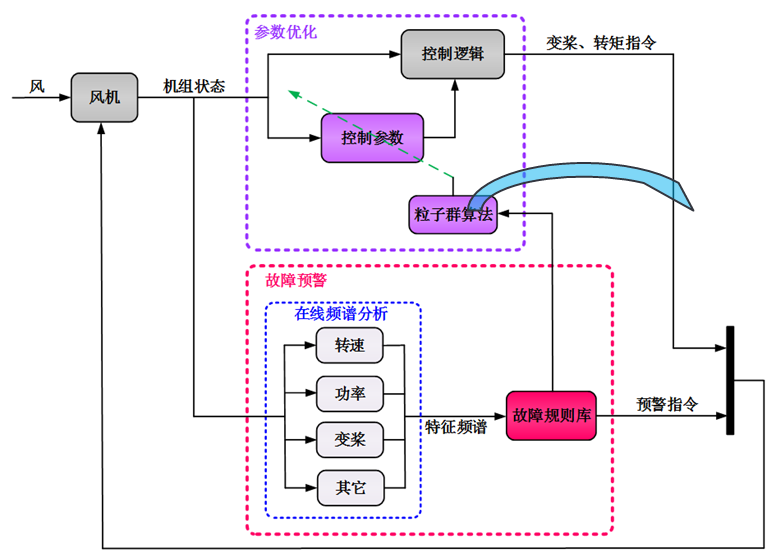 参数优化
控制逻辑
变桨、转矩指令
风
风机
机组状态
控制参数
粒子群算法
故障预警
在线频谱分析
转速
功率
变桨
其它
特征频谱
故障规则库
预警指令